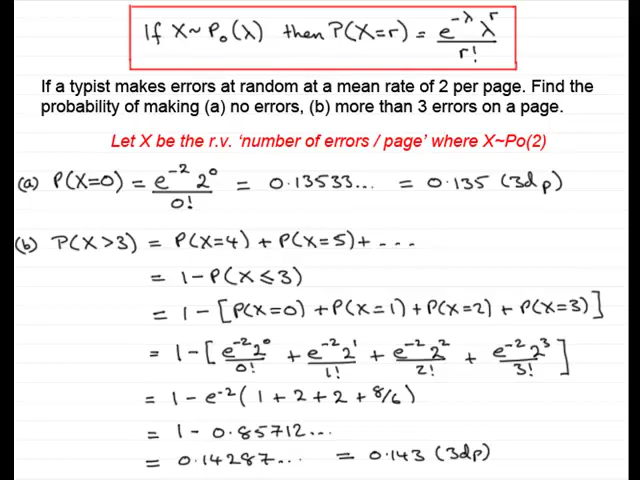 If X ~ Po(λ) then P(X=r) = e^-λ λ^r / r!
If a typist makes errors at random at a mean rate of 2 per page. Find the
probability of making (a) no errors, (b) more than 3 errors on a page.
Let X be the r.v. 'number of errors / page' where X~Po(2)
(a) P(X=0) = e^-2 2^0 / 0! = 0.13533... = 0.135 (3dp)
(b) P(X>3) = P(X=4) + P(X=5) + ....
= 1 - P(X ≤ 3)
= 1 - [P(X=0) + P(X=1) + P(X=2) + P(X=3)]
= 1 - [e^-2 2^0 / 0! + e^-2 2^1 / 1! + e^-2 2^2 / 2! + e^-2 2^3 / 3!]
= 1 - e^-2 (1 + 2 + 2 + 8/6)
= 1 - 0.85712...
= 0.14287... = 0.143 (3dp)